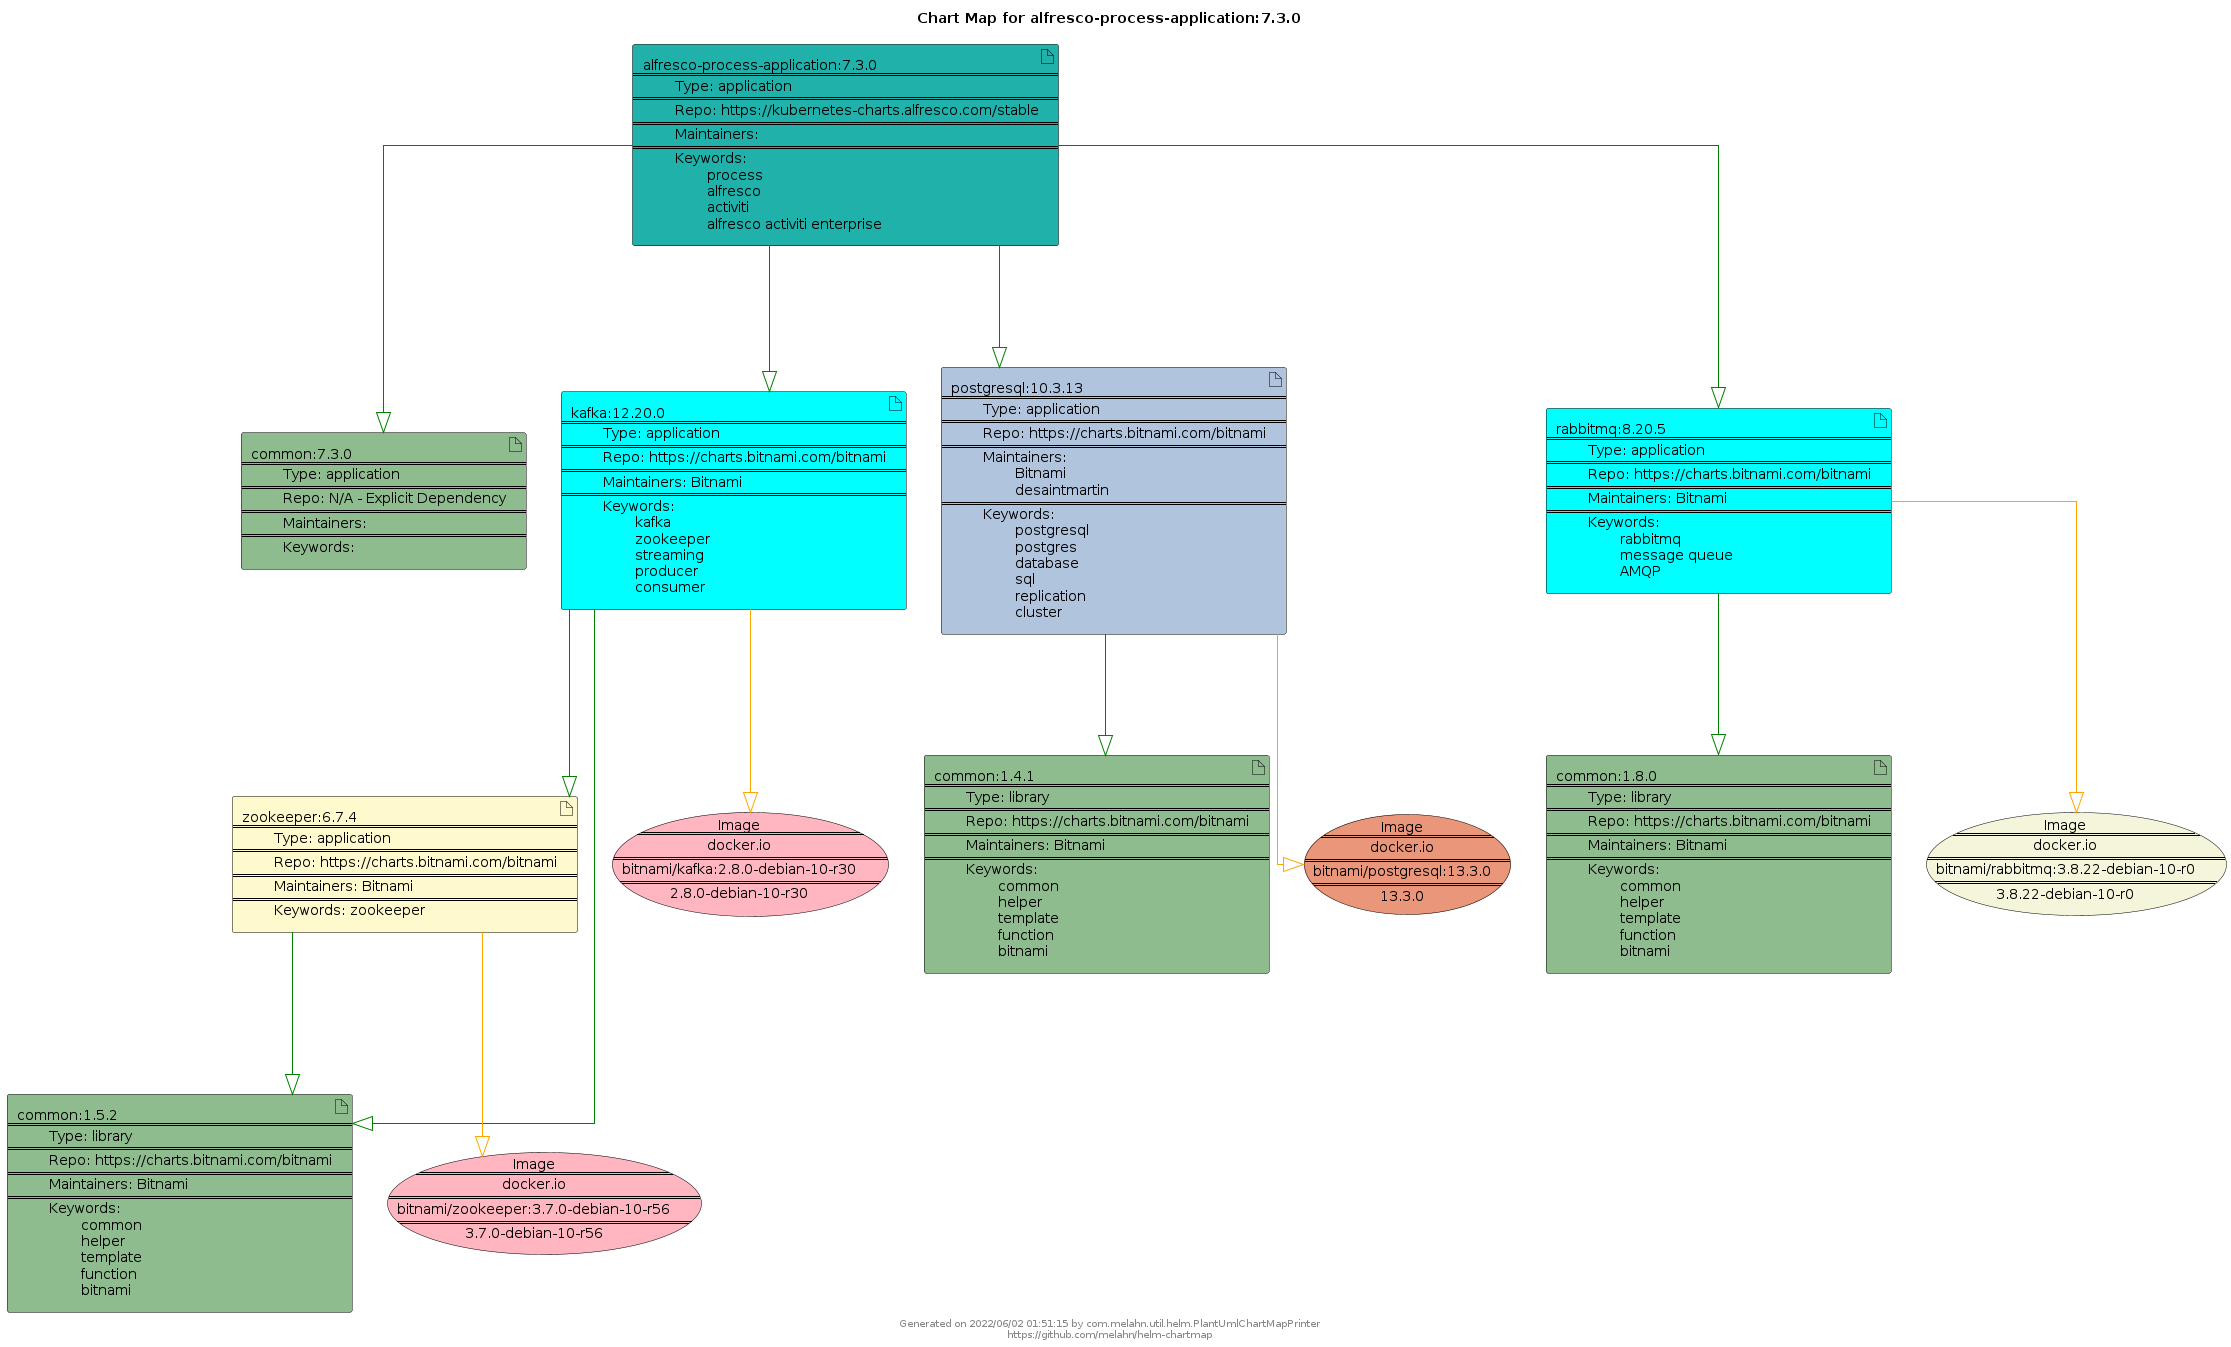 Chart Map for alfresco-process-application:7.3.0
alfresco-process-application:7.3.0
Type: application
Repo: https://kubernetes-charts.alfresco.com/stable
Maintainers:
Keywords:
process
alfresco
activiti
alfresco activiti enterprise
common:7.3.0
Type: application
Repo: N/A - Explicit Dependency
Maintainers:
Keywords:
kafka:12.20.0
Type: application
Repo: https://charts.bitnami.com/bitnami
Maintainers: Bitnami
Keywords:
kafka
zookeeper
streaming
producer
consumer
postgresql:10.3.13
Type: application
Repo: https://charts.bitnami.com/bitnami
Maintainers:
Bitnami
desaintmartin
Keywords:
postgresql
postgres
database
sql
replication
cluster
rabbitmq:8.20.5
Type: application
Repo: https://charts.bitnami.com/bitnami
Maintainers: Bitnami
Keywords:
rabbitmq
message queue
AMQP
zookeeper:6.7.4
Type: application
Repo: https://charts.bitnami.com/bitnami
Maintainers: Bitnami
Keywords: zookeeper
Image
docker.io
bitnami/kafka:2.8.0-debian-10-r30
2.8.0-debian-10-r30
common:1.4.1
Type: library
Repo: https://charts.bitnami.com/bitnami
Maintainers: Bitnami
Keywords:
common
helper
template
function
bitnami
Image
docker.io
bitnami/postgresql:13.3.0
13.3.0
common:1.8.0
Type: library
Repo: https://charts.bitnami.com/bitnami
Maintainers: Bitnami
Keywords:
common
helper
template
function
bitnami
Image
docker.io
bitnami/rabbitmq:3.8.22-debian-10-r0
3.8.22-debian-10-r0
common:1.5.2
Type: library
Repo: https://charts.bitnami.com/bitnami
Maintainers: Bitnami
Keywords:
common
helper
template
function
bitnami
Image
docker.io
bitnami/zookeeper:3.7.0-debian-10-r56
3.7.0-debian-10-r56
Generated on 2022/06/02 01:51:15 by com.melahn.util.helm.PlantUmlChartMapPrinter
https://github.com/melahn/helm-chartmap